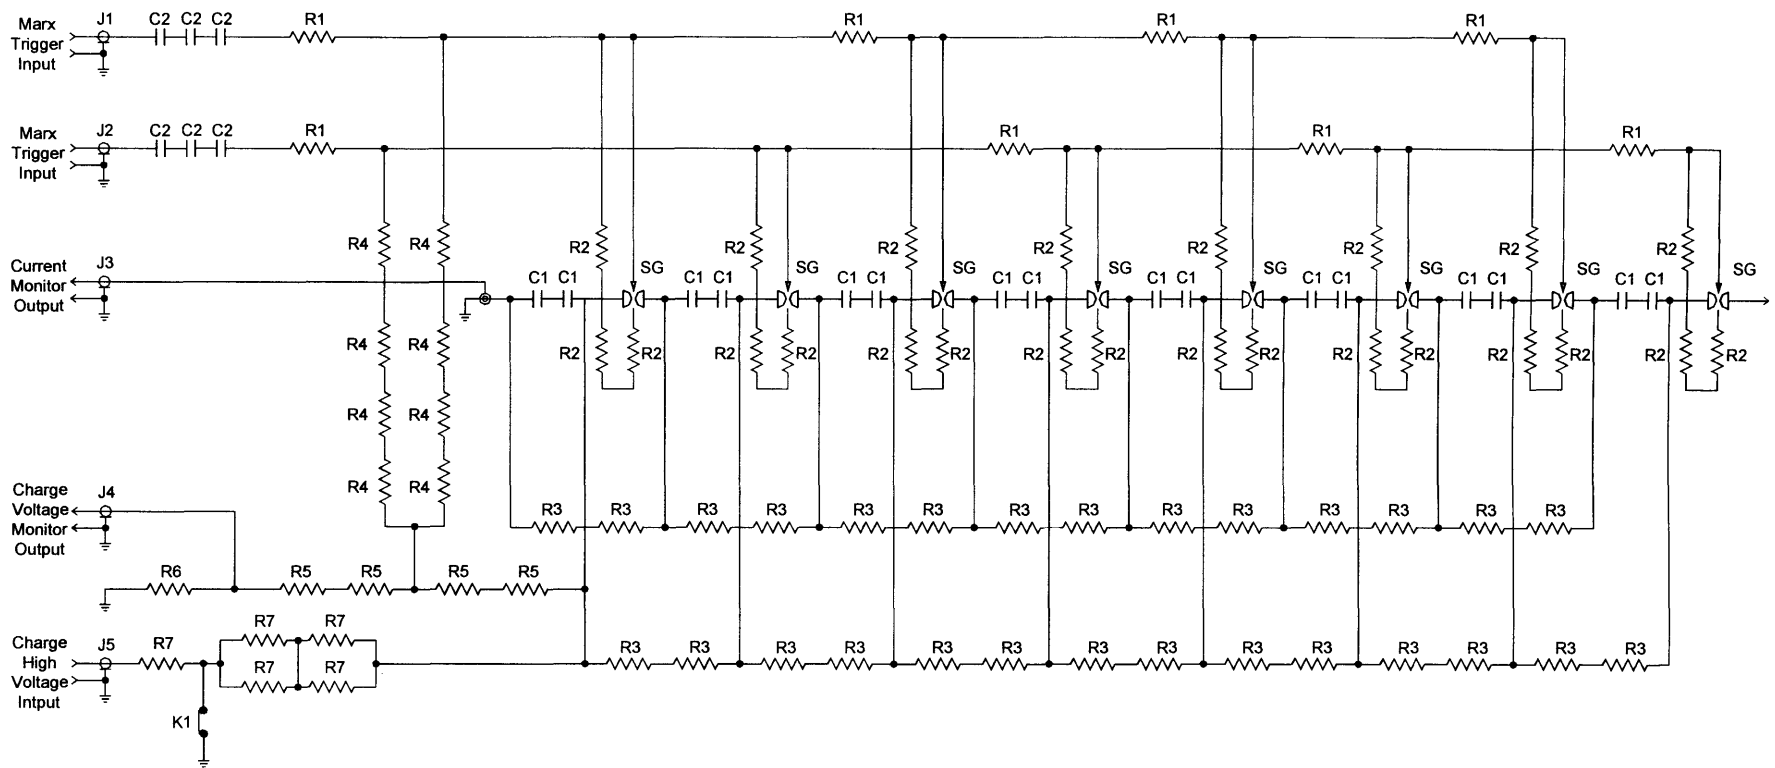 Marx
Trigger
Input
J1
C2 C2 C2
R1
R1
R1
R1
Marx
Trigger
Input
J2
C2 C2 C2
R1
R1
R1
R1
Current
Monitor
Output
J3
R4 R4
R4 R4
R4 R4
R4 R4
R2 R2 R2 R2 R2 R2 R2 R2
SG SG SG SG SG SG SG SG
C1 C1 C1 C1 C1 C1 C1 C1 C1 C1 C1 C1 C1 C1 C1 C1
R2 R2 R2 R2 R2 R2 R2 R2 R2 R2 R2 R2 R2 R2 R2 R2
Charge
Voltage
Monitor
Output
J4
R3 R3 R3 R3 R3 R3 R3 R3 R3 R3 R3 R3 R3 R3
R6 R5 R5 R5 R5
Charge
High
Voltage
Intput
J5
R7
R7 R7
R7 R7
R3 R3 R3 R3 R3 R3 R3 R3 R3 R3 R3 R3 R3 R3
K1